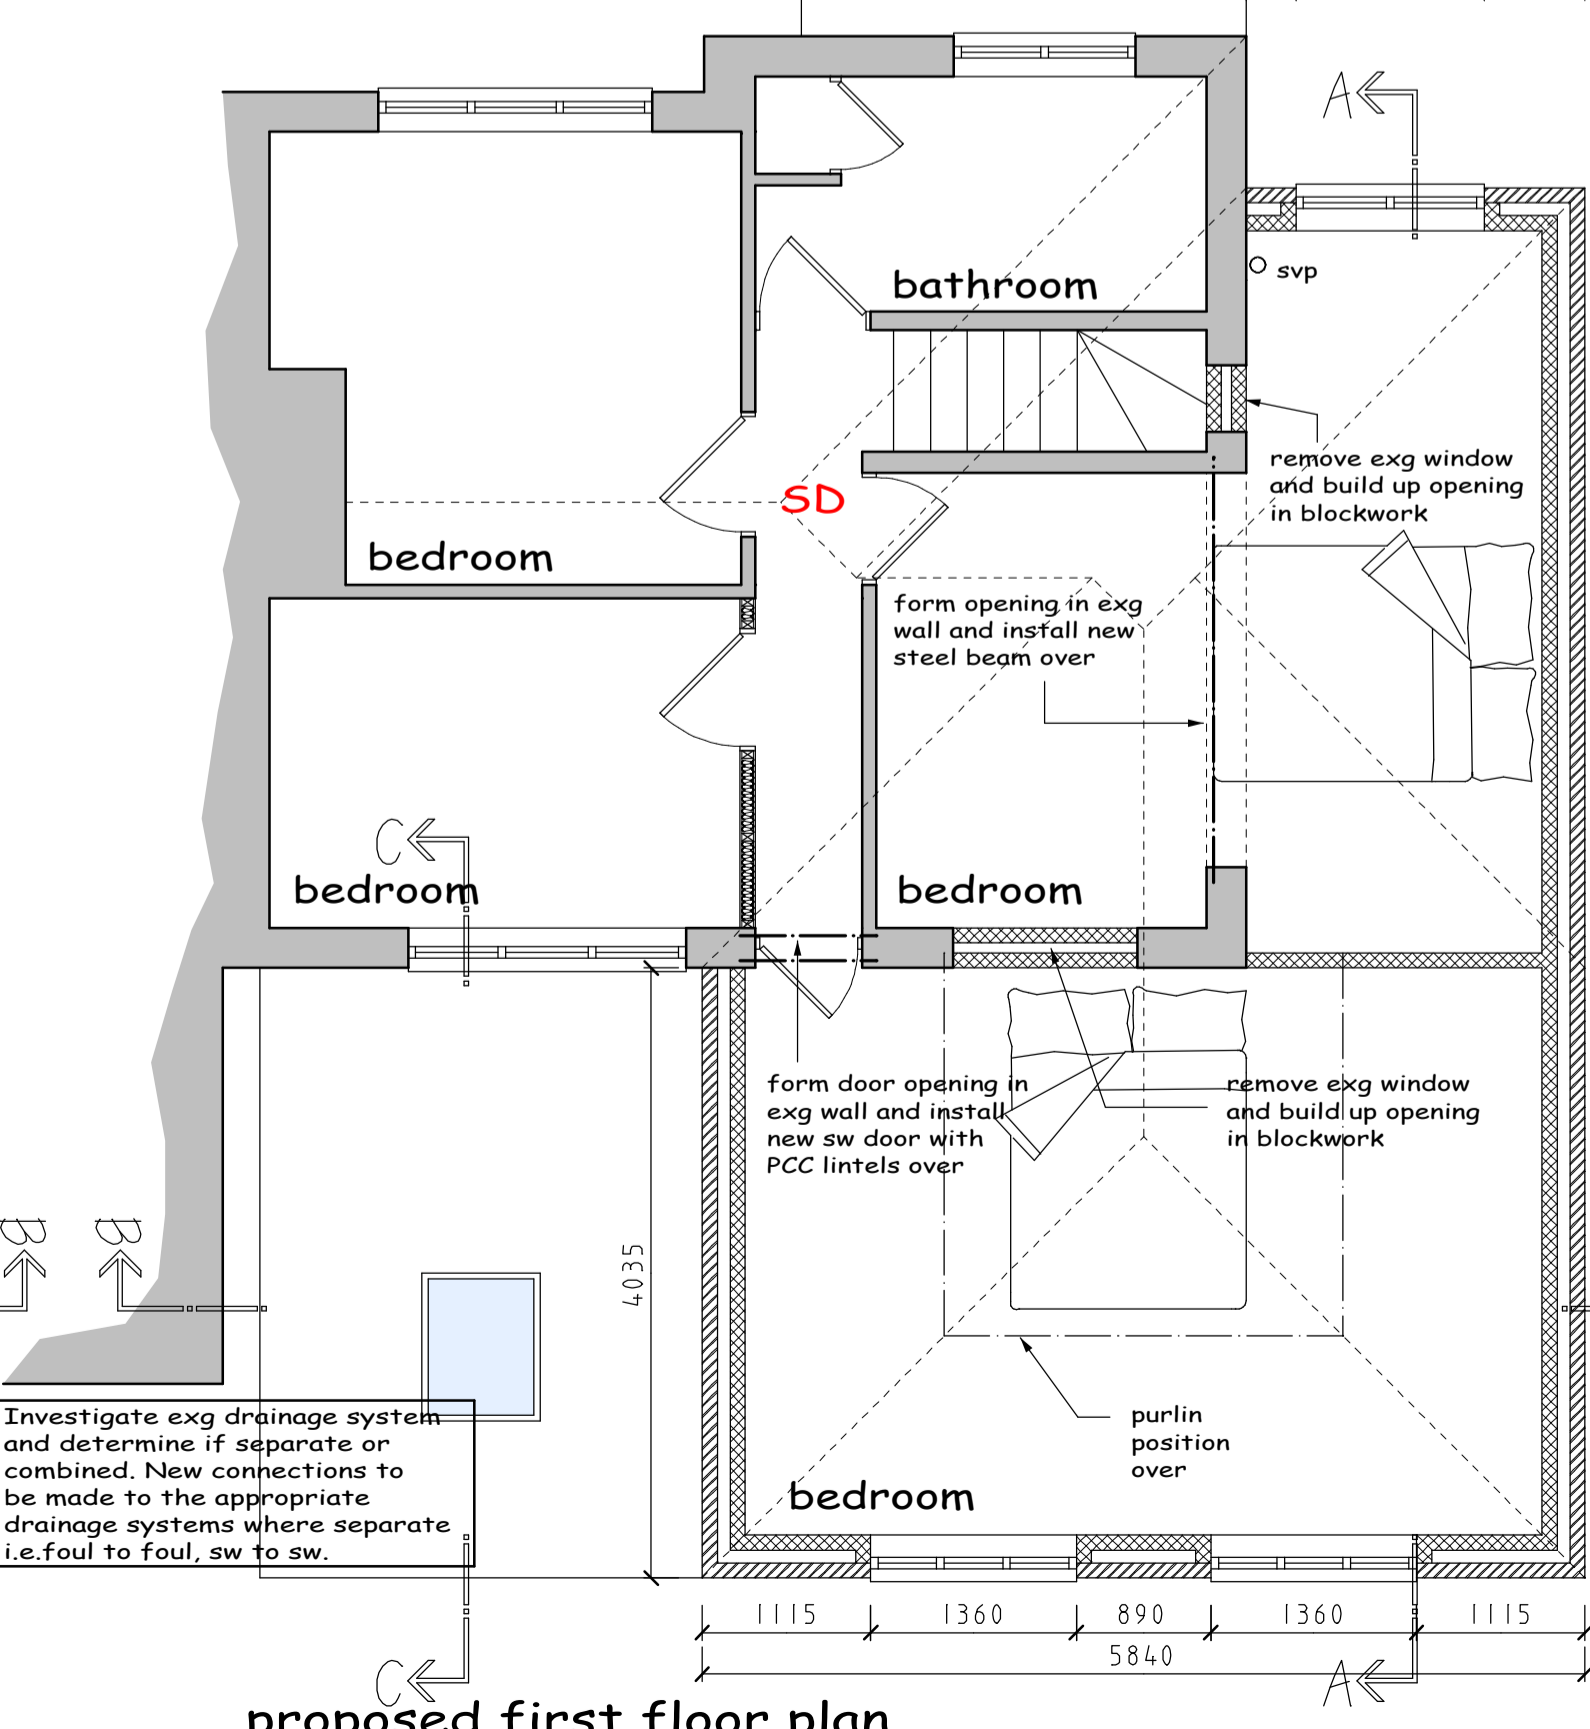 A
bathroom
svp
remove exg window
and build up opening
in blockwork
SD
bedroom
form opening in exg
wall and install new
steel beam over
C
bedroom
bedroom
form door opening in
exg wall and install
new sw door with
PCC lintels over
remove exg window
and build up opening
in blockwork
B
B
4035
purlin
position
over
Investigate exg drainage system
and determine if separate or
combined. New connections to
be made to the appropriate
drainage systems where separate
i.e.foul to foul, sw to sw.
bedroom
1115 1360 890 1360 1115
5840
C
A
proposed first floor plan